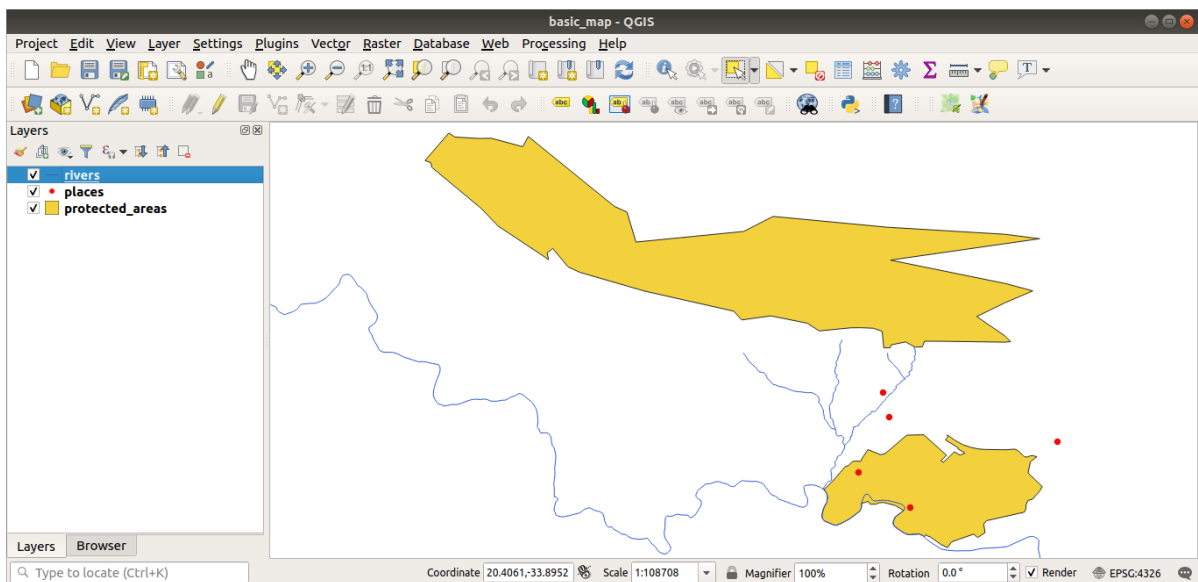 basic_map - QGIS
Project Edit View Layer Settings Plugins Vector Raster Database Web Processing Help
Layers
rivers
places
protected_areas
Layers Browser
Type to locate (Ctrl+K) Coordinate 20.4061,-33.8952 Scale 1:108708 Magnifier 100% Rotation 0.0 ° Render EPSG:4326